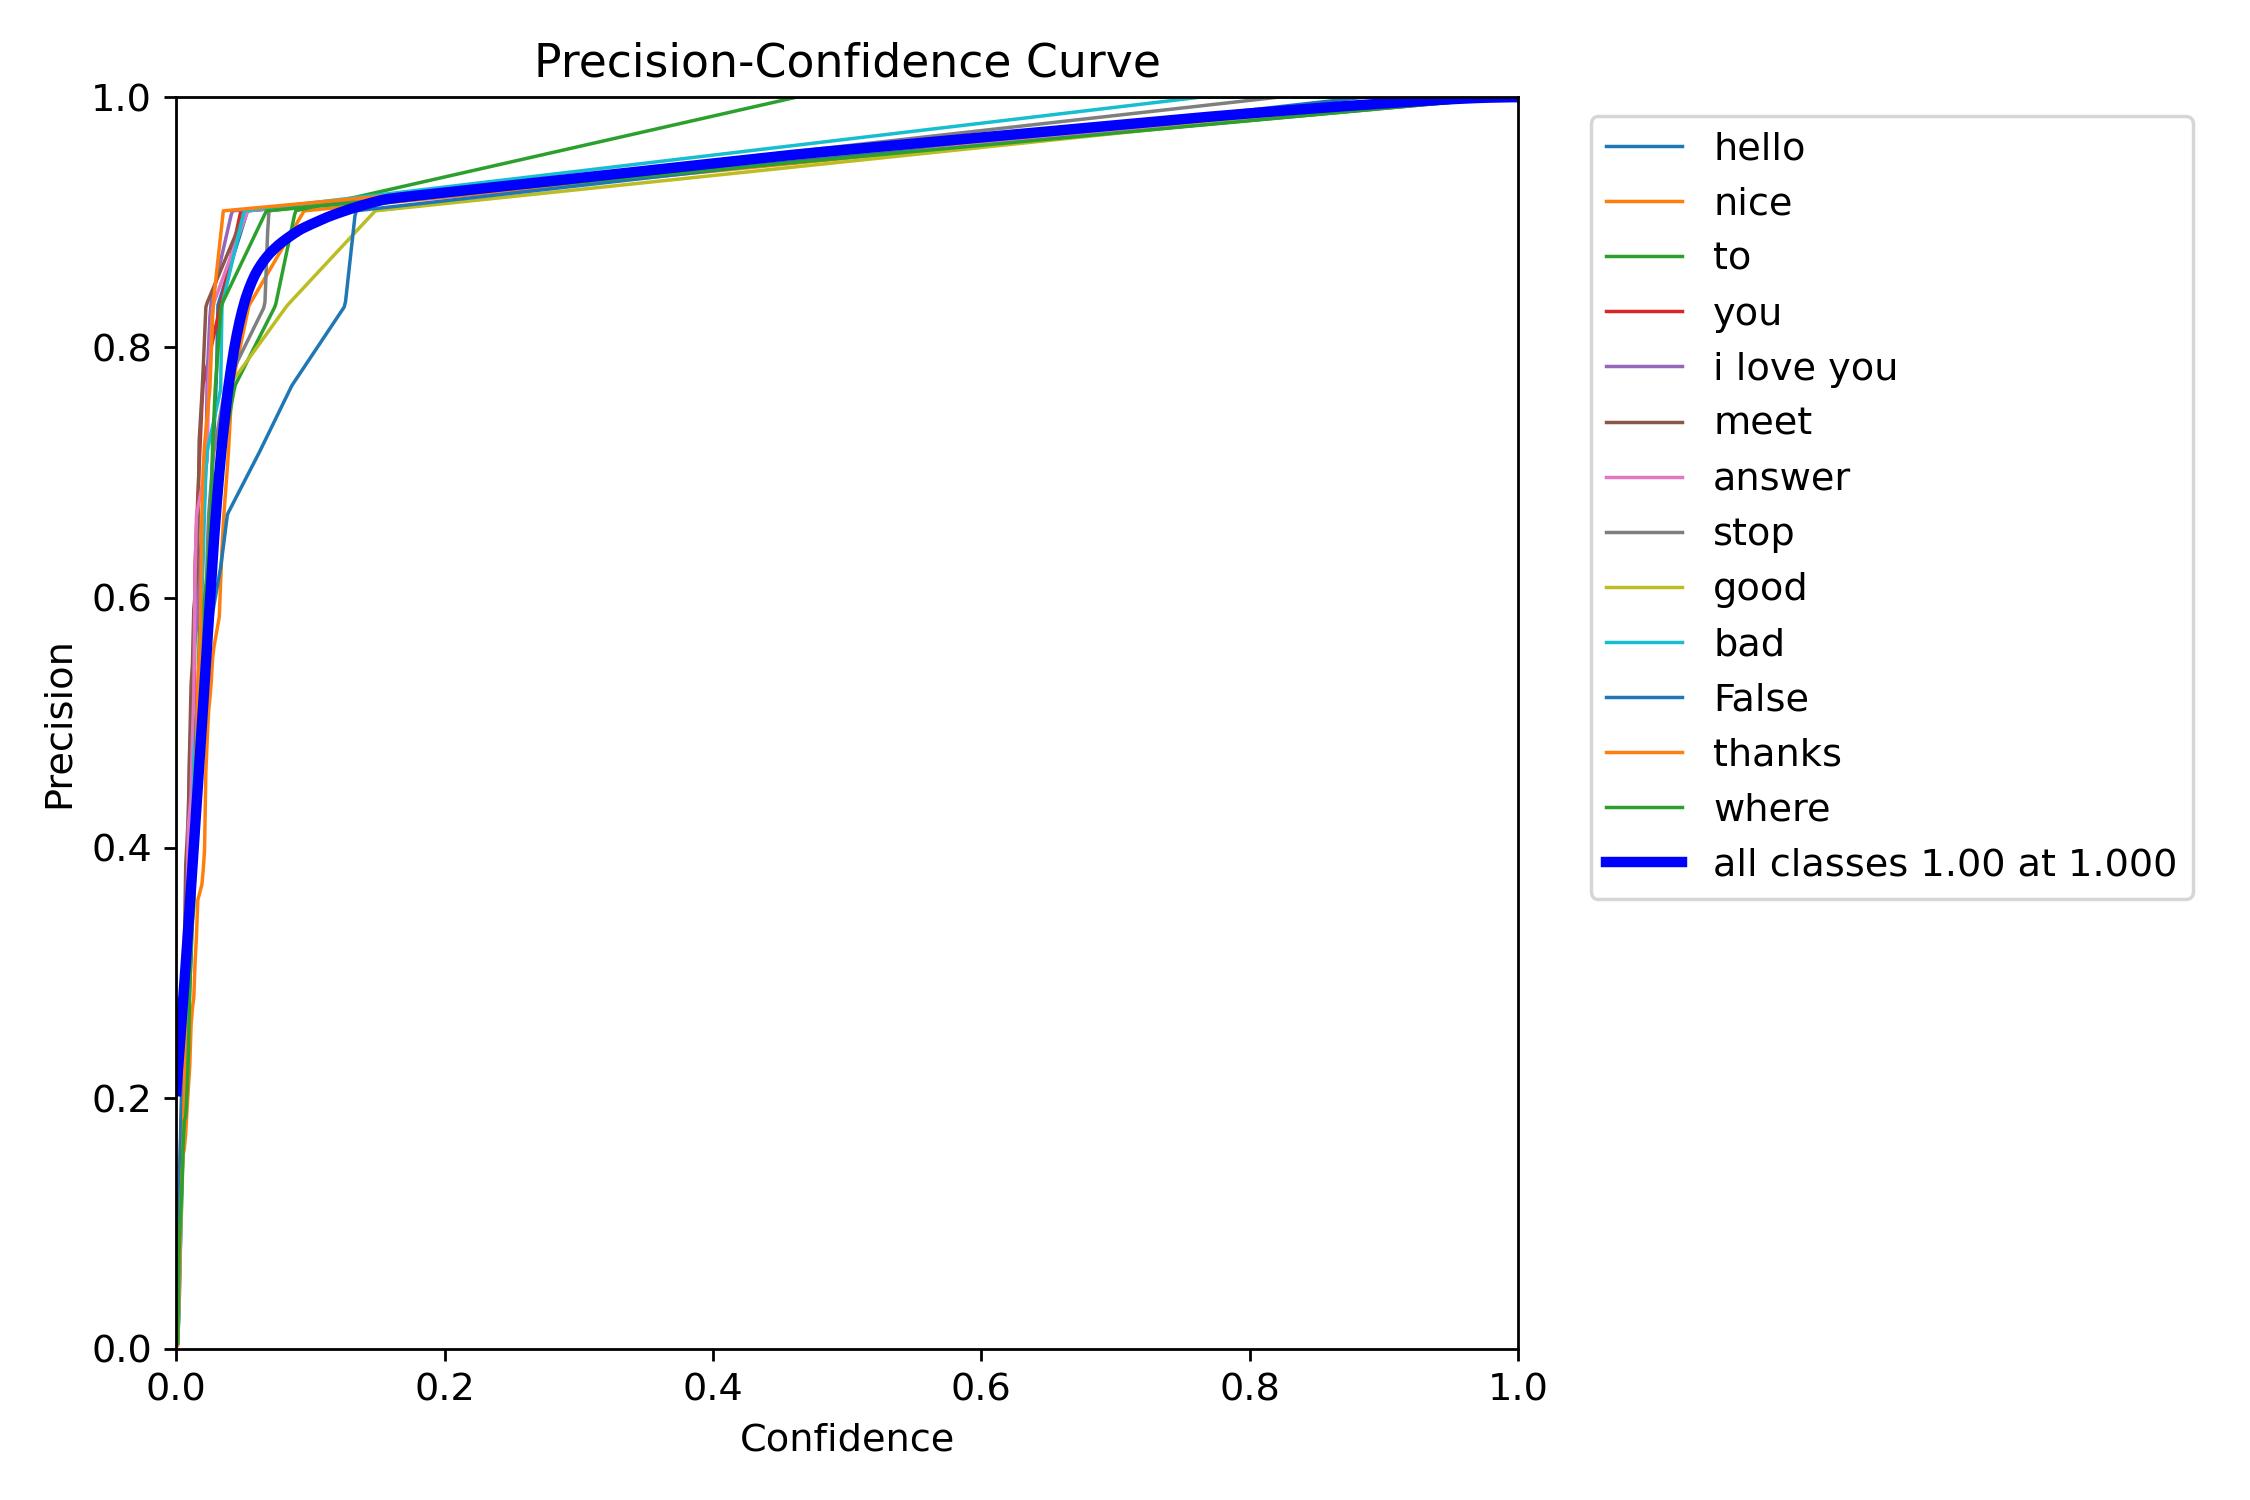 Precision-Confidence Curve
1.0
0.8
0.6
0.4
0.2
0.0
Precision
0.0 0.2 0.4 0.6 0.8 1.0
Confidence
hello
nice
to
you
i love you
meet
answer
stop
good
bad
False
thanks
where
all classes 1.00 at 1.000